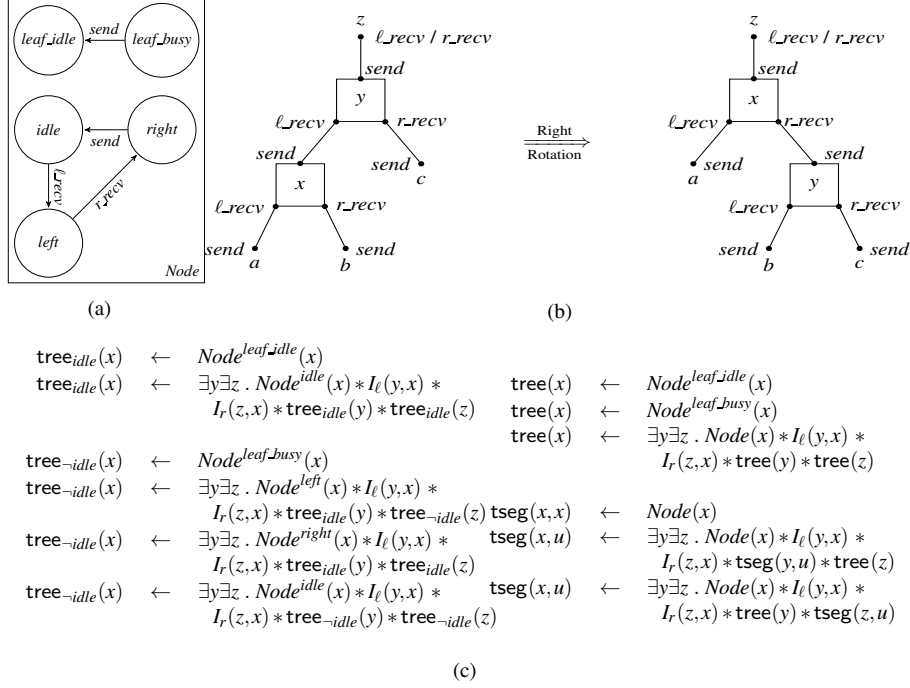 leaf_idle
send
leaf_busy
idle
send
right
ℓ_recv
r_recv
left
Node
(a)
z
ℓ_recv / r_recv
send
y
ℓ_recv
r_recv
send
send
x
c
ℓ_recv
r_recv
send
send
a
b
Right
Rotation
z
ℓ_recv / r_recv
send
x
ℓ_recv
r_recv
send
send
a
y
ℓ_recv
r_recv
send
send
b
c
(b)
tree_idle(x) ← Node^leaf_idle(x)
tree_idle(x) ← ∃y∃z . Node^idle(x) ∗ I_ℓ(y,x) ∗
I_r(z,x) ∗ tree_idle(y) ∗ tree_idle(z)
tree_¬idle(x) ← Node^leaf_busy(x)
tree_¬idle(x) ← ∃y∃z . Node^left(x) ∗ I_ℓ(y,x) ∗
I_r(z,x) ∗ tree_idle(y) ∗ tree_¬idle(z)
tree_¬idle(x) ← ∃y∃z . Node^right(x) ∗ I_ℓ(y,x) ∗
I_r(z,x) ∗ tree_idle(y) ∗ tree_idle(z)
tree_¬idle(x) ← ∃y∃z . Node^idle(x) ∗ I_ℓ(y,x) ∗
I_r(z,x) ∗ tree_¬idle(y) ∗ tree_¬idle(z)
tree(x) ← Node^leaf_idle(x)
tree(x) ← Node^leaf_busy(x)
tree(x) ← ∃y∃z . Node(x) ∗ I_ℓ(y,x) ∗
I_r(z,x) ∗ tree(y) ∗ tree(z)
tseg(x,x) ← Node(x)
tseg(x,u) ← ∃y∃z . Node(x) ∗ I_ℓ(y,x) ∗
I_r(z,x) ∗ tseg(y,u) ∗ tree(z)
tseg(x,u) ← ∃y∃z . Node(x) ∗ I_ℓ(y,x) ∗
I_r(z,x) ∗ tree(y) ∗ tseg(z,u)
(c)